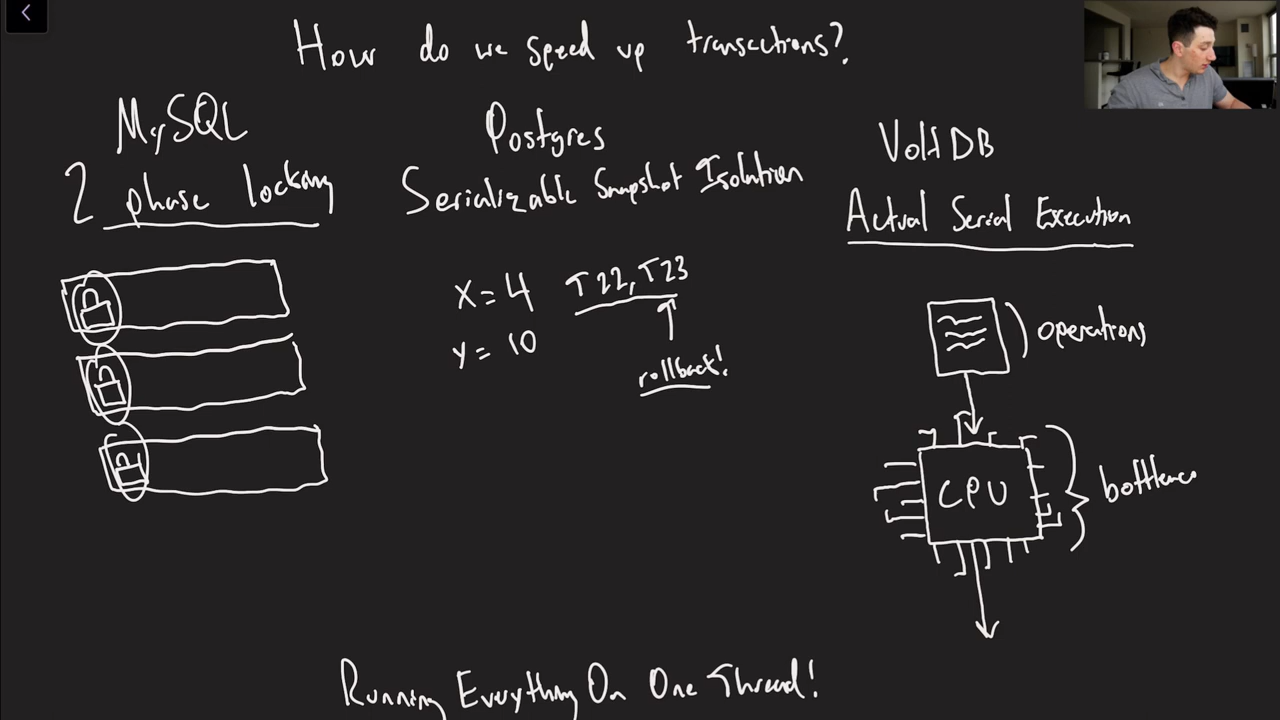 How do we speed up transactions?
MySQL
2 phase locking
Postgres
Serializable Snapshot Isolation
X = 4 T22, T23
y = 10
rollback!
VoltDB
Actual Serial Execution
operations
CPU
bottlenec
Running Everything On One Thread!